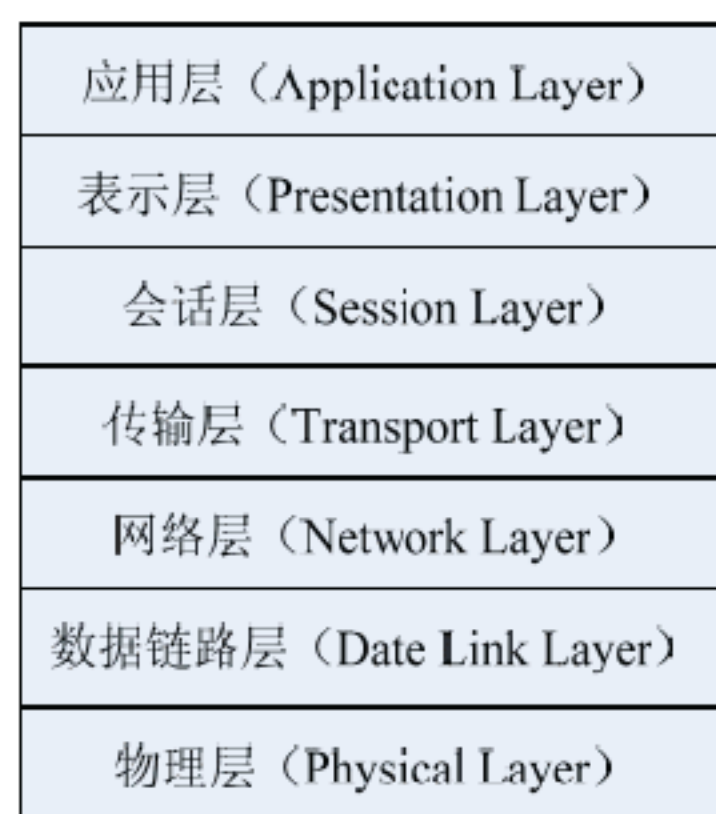 应用层（Application Layer）
表示层（Presentation Layer）
会话层（Session Layer）
传输层（Transport Layer）
网络层（Network Layer）
数据链路层（Date Link Layer）
物理层（Physical Layer）